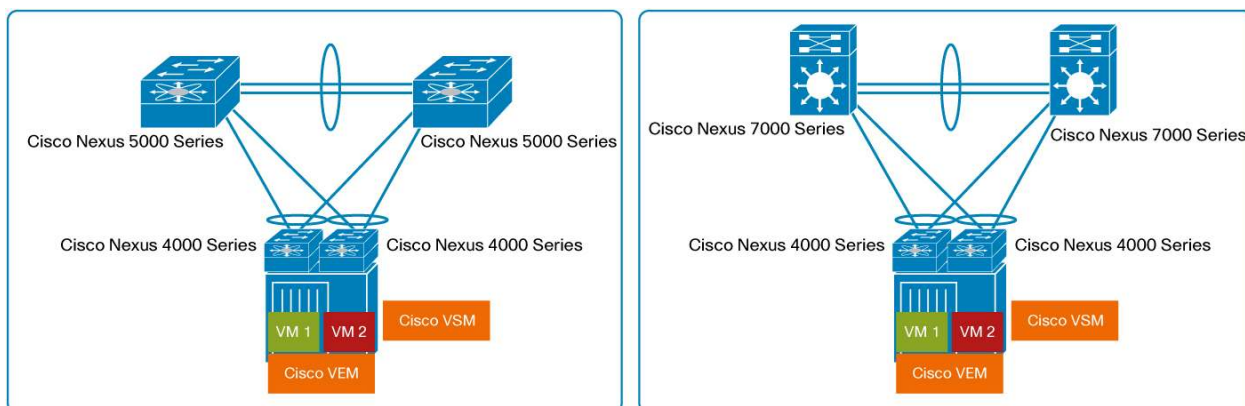 Cisco Nexus 5000 Series
Cisco Nexus 5000 Series
Cisco Nexus 4000 Series
Cisco Nexus 4000 Series
VM 1
VM 2
Cisco VSM
Cisco VEM
Cisco Nexus 7000 Series
Cisco Nexus 7000 Series
Cisco Nexus 4000 Series
Cisco Nexus 4000 Series
VM 1
VM 2
Cisco VSM
Cisco VEM